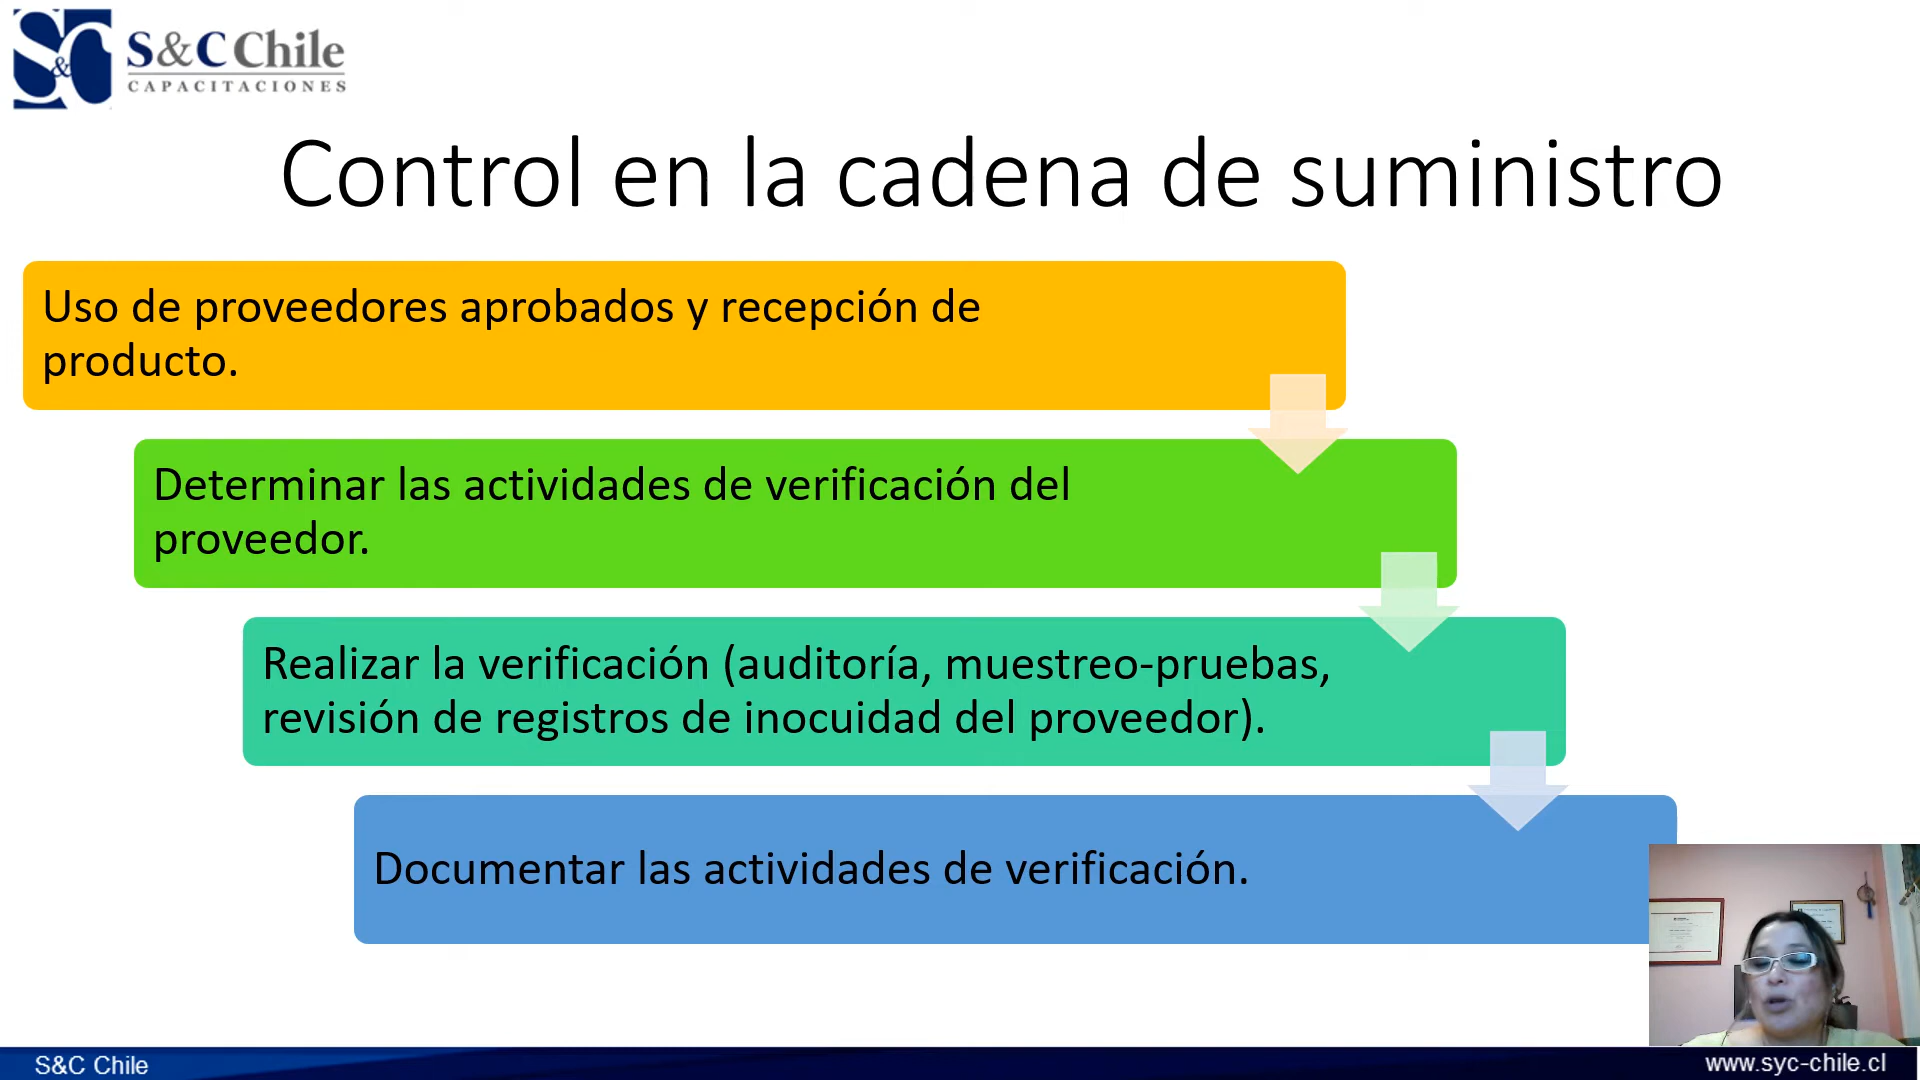 S&C Chile
CAPACITACIONES
Control en la cadena de suministro
Uso de proveedores aprobados y recepción de
producto.
Determinar las actividades de verificación del
proveedor.
Realizar la verificación (auditoría, muestreo-pruebas,
revisión de registros de inocuidad del proveedor).
Documentar las actividades de verificación.
S&C Chile
www.syc-chile.cl